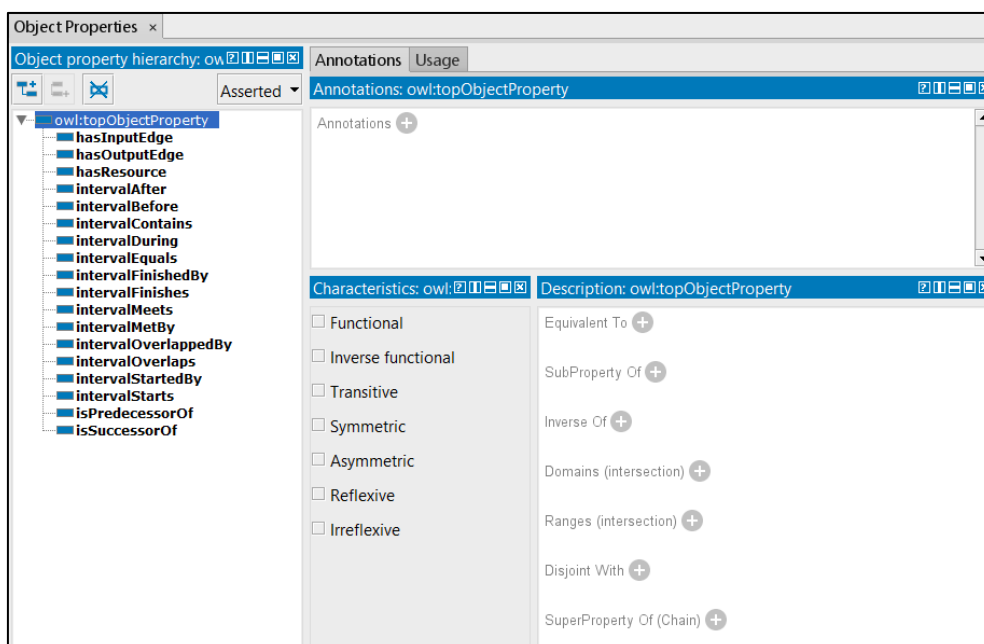 Object Properties ×
Object property hierarchy: ow
Asserted
owl:topObjectProperty
hasInputEdge
hasOutputEdge
hasResource
intervalAfter
intervalBefore
intervalContains
intervalDuring
intervalEquals
intervalFinishedBy
intervalFinishes
intervalMeets
intervalMetBy
intervalOverlappedBy
intervalOverlaps
intervalStartedBy
intervalStarts
isPredecessorOf
isSuccessorOf
Annotations Usage
Annotations: owl:topObjectProperty
Annotations
Characteristics: owl:
Functional
Inverse functional
Transitive
Symmetric
Asymmetric
Reflexive
Irreflexive
Description: owl:topObjectProperty
Equivalent To
SubProperty Of
Inverse Of
Domains (intersection)
Ranges (intersection)
Disjoint With
SuperProperty Of (Chain)